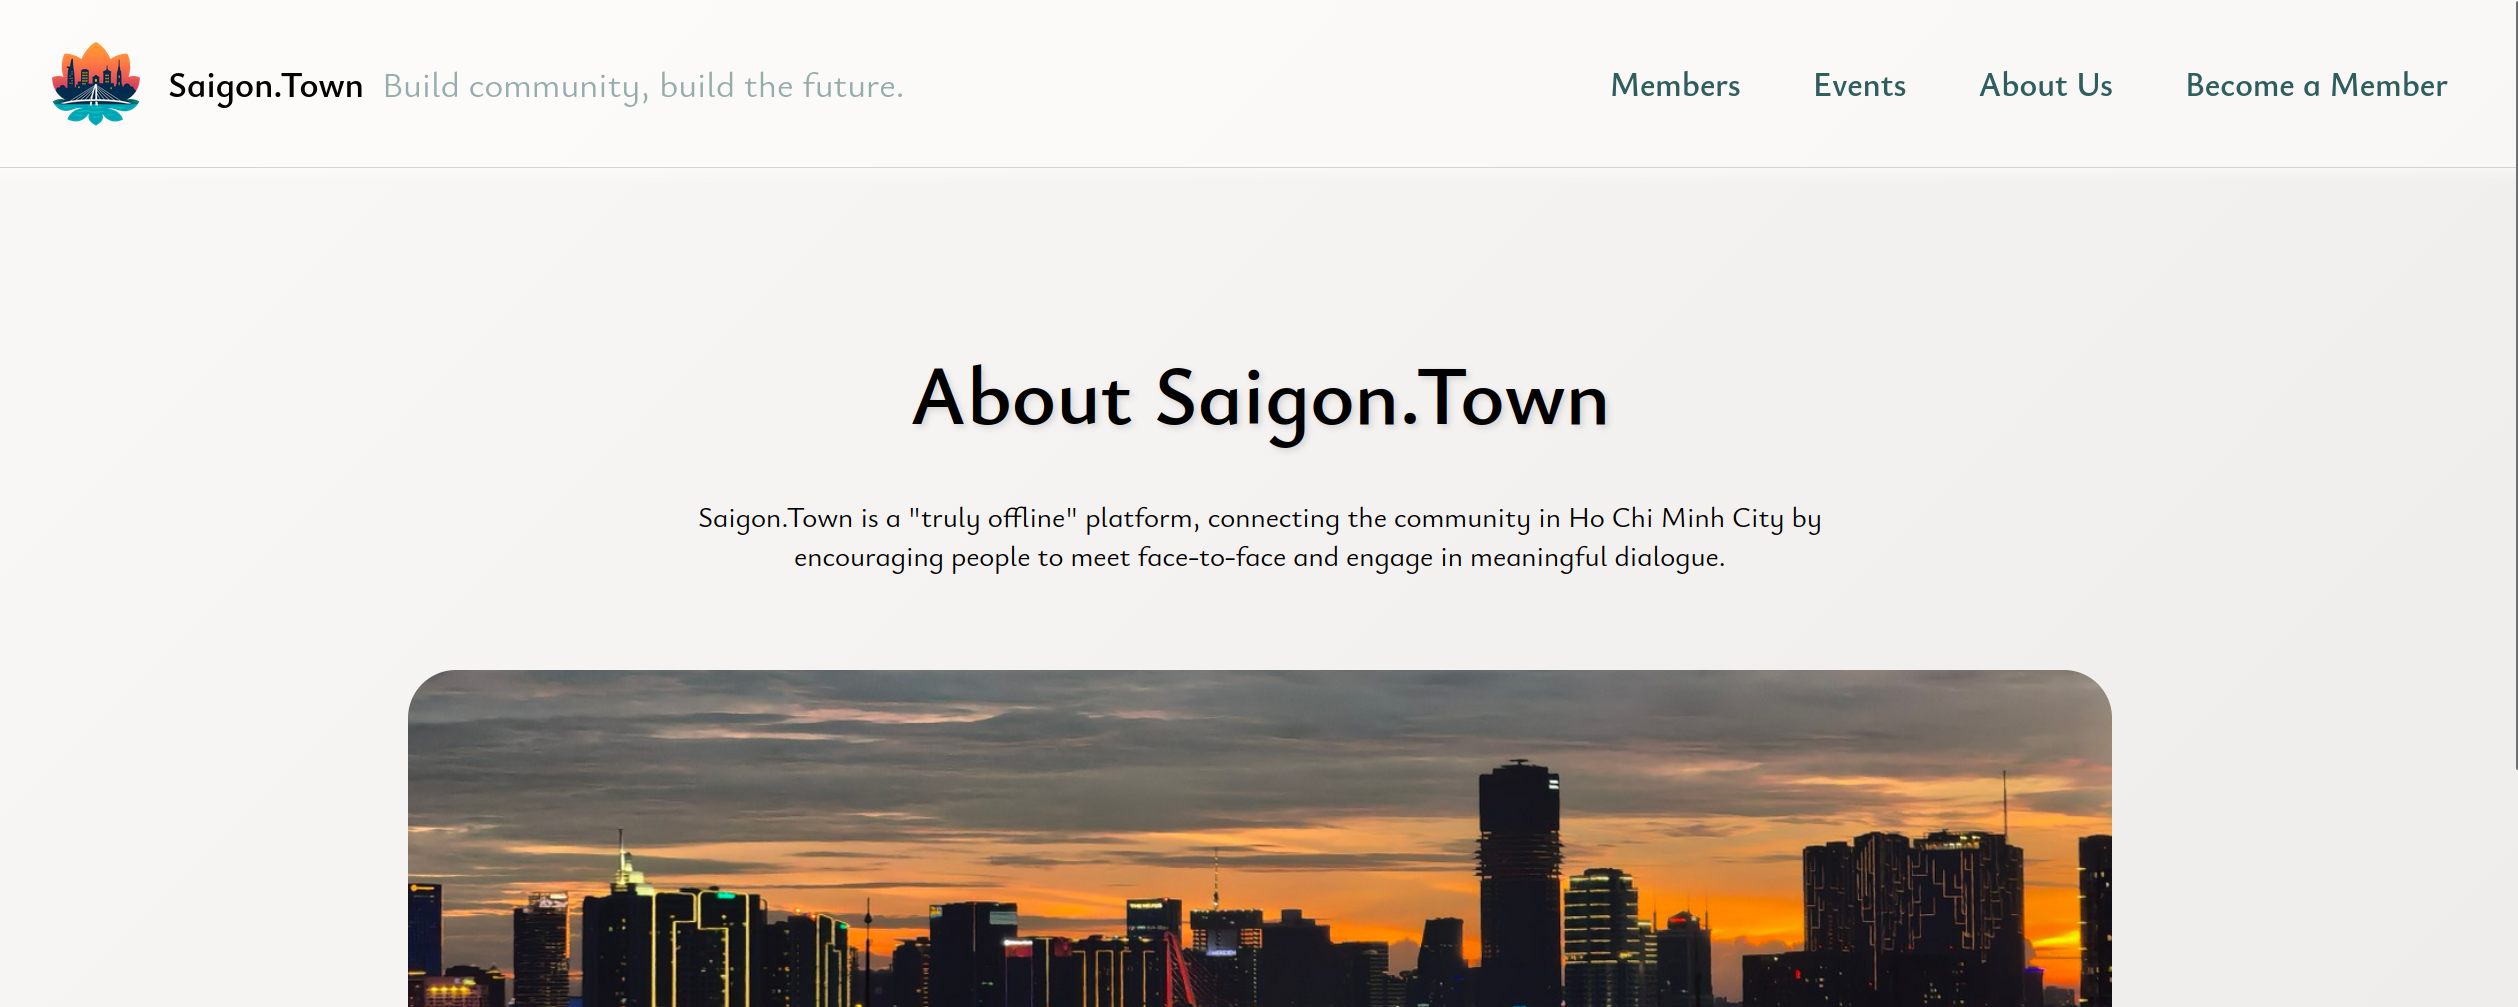 Saigon.Town Build community, build the future.
Members Events About Us Become a Member
About Saigon.Town
Saigon.Town is a "truly offline" platform, connecting the community in Ho Chi Minh City by
encouraging people to meet face-to-face and engage in meaningful dialogue.